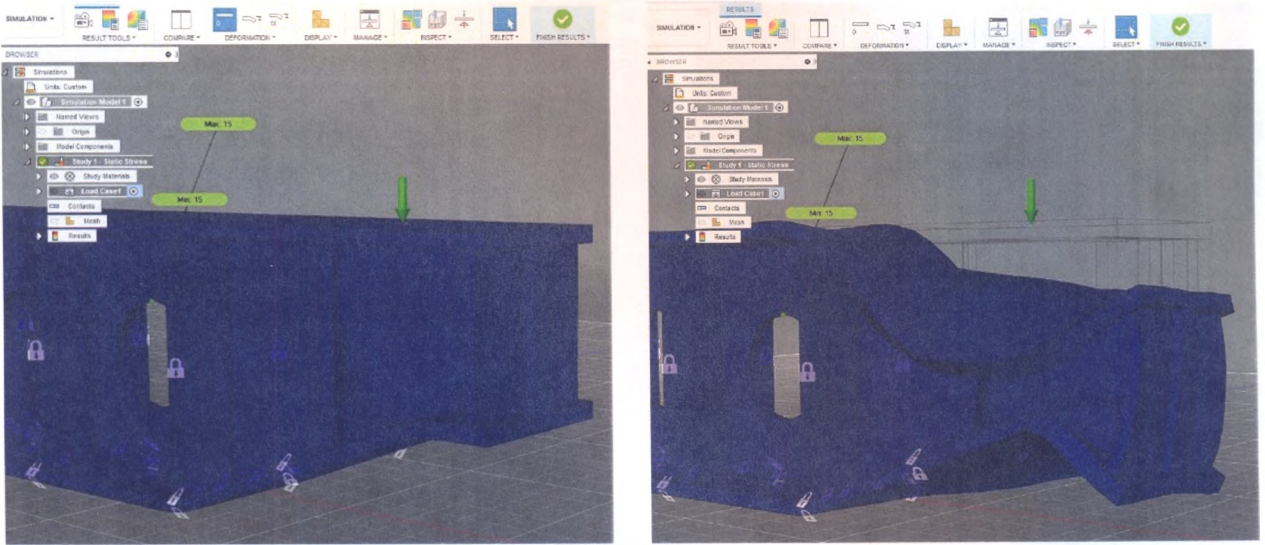 SIMULATION
RESULT TOOLS
COMPARE
DEFORMATION
DISPLAY
MANAGE
INSPECT
SELECT
FINISH RESULTS
BROWSER
Simulations
Units: Custom
Simulation Model 1
Named Views
Origin
Model Components
Study 1 - Static Stress
Study Materials
Load Case1
Contacts
Mesh
Results
Max: 15
Min: 15
RESULTS
SIMULATION
RESULT TOOLS
COMPARE
DEFORMATION
DISPLAY
MANAGE
INSPECT
SELECT
FINISH RESULTS
BROWSER
Simulations
Units: Custom
Simulation Model 1
Named Views
Origin
Model Components
Study 1 - Static Stress
Study Materials
Load Case1
Contacts
Mesh
Results
Max: 15
Min: 15